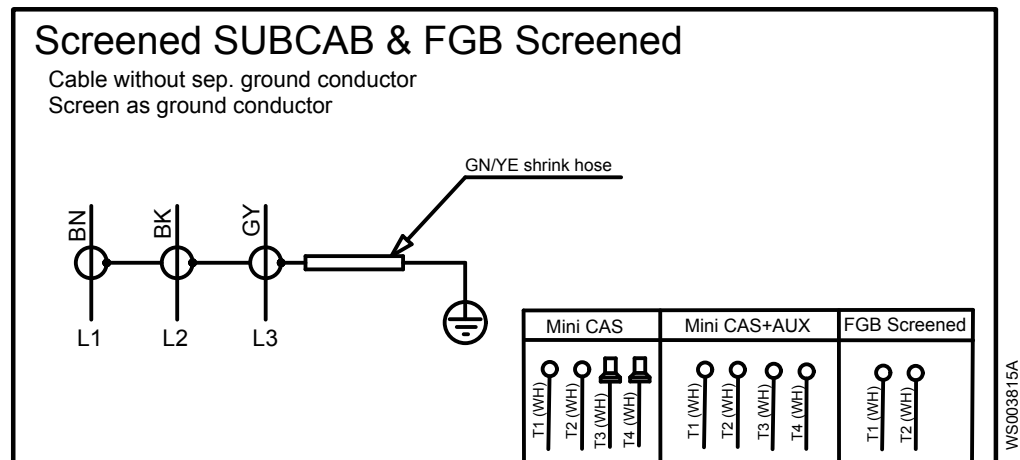 Screened SUBCAB & FGB Screened
Cable without sep. ground conductor
Screen as ground conductor
GN/YE shrink hose
BN BK GY
L1 L2 L3
Mini CAS Mini CAS+AUX FGB Screened
T1 (WH) T2 (WH) T3 (WH) T4 (WH) T1 (WH) T2 (WH) T3 (WH) T4 (WH) T1 (WH) T2 (WH)
WS003815A